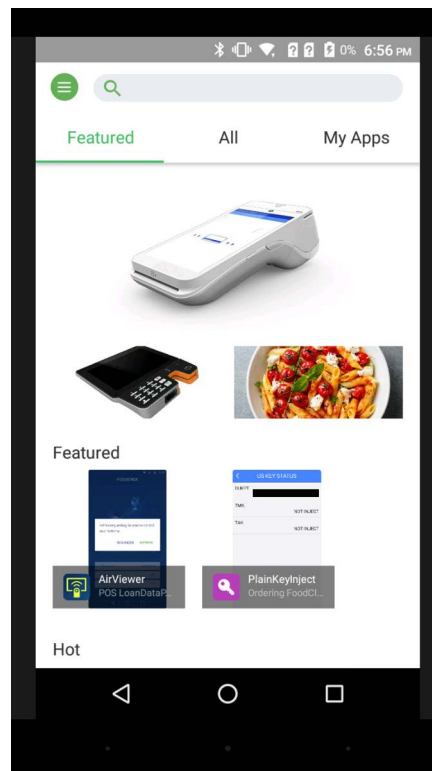 0% 6:56 PM
Featured
All
My Apps
Featured
US KEY STATUS
TMK
NOT INJECT
TAK
NOT INJECT
AirViewer
POS LoanDataP...
PlainKeyInject
Ordering FoodCl...
Hot